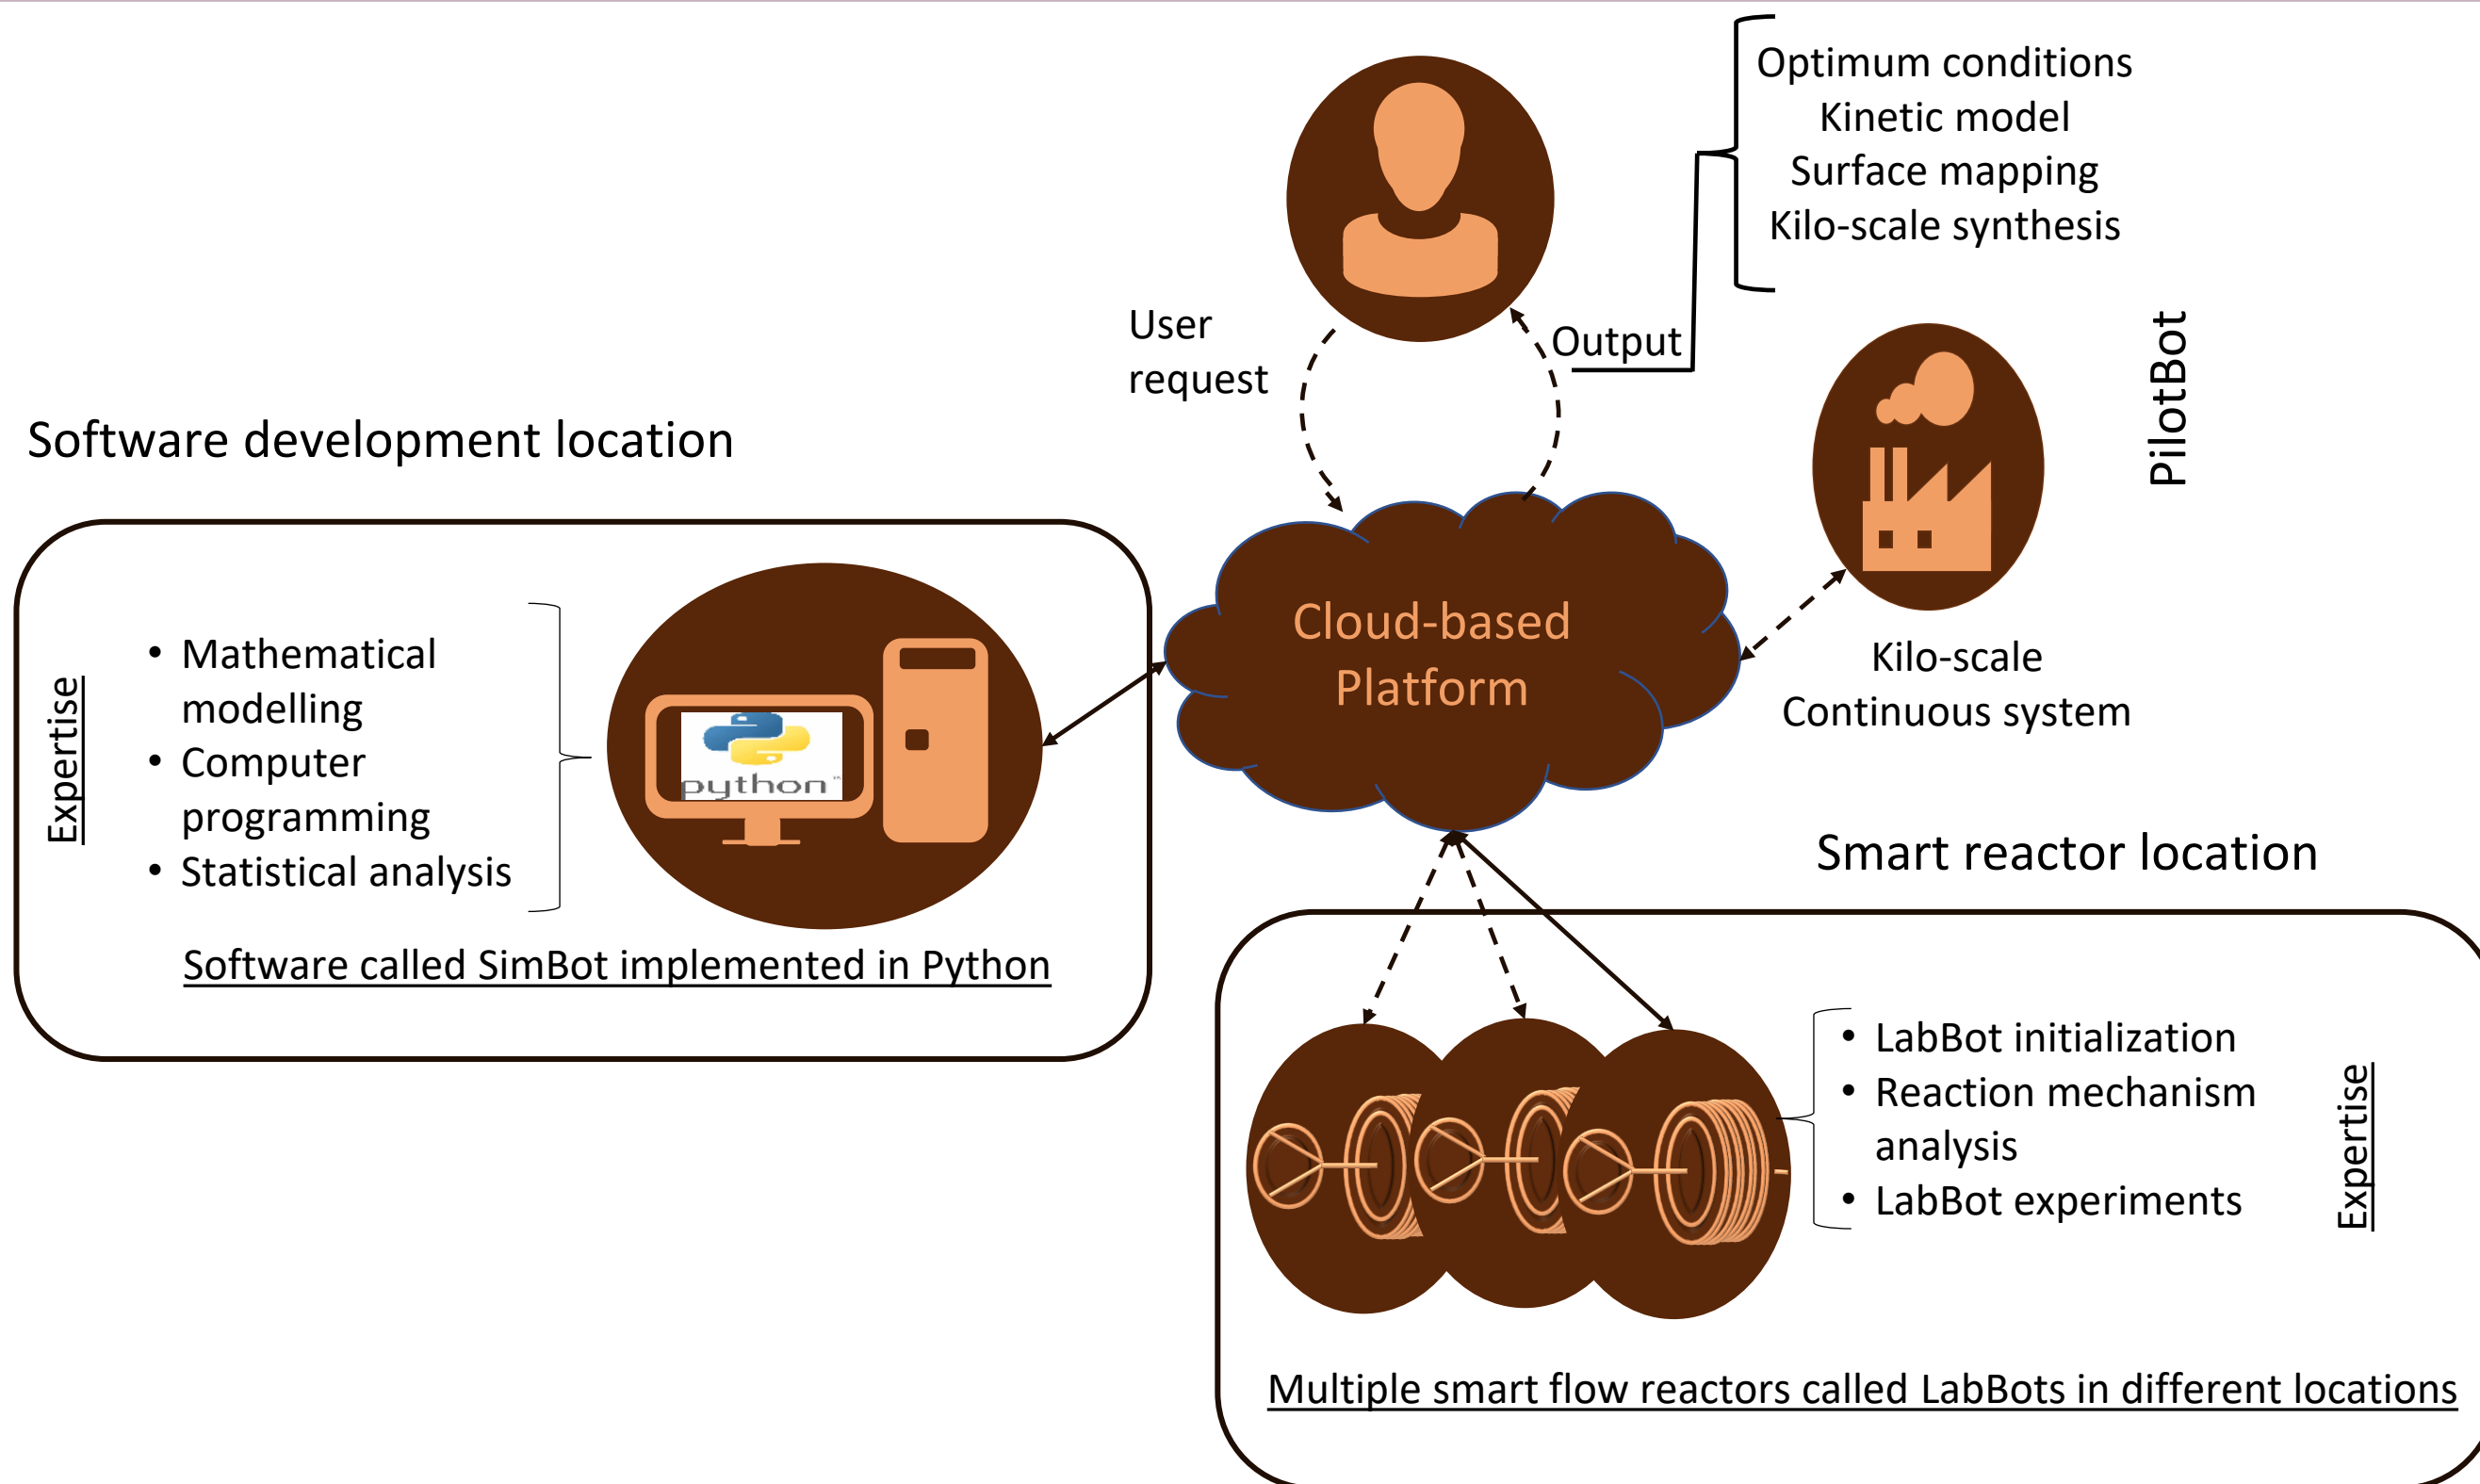 Optimum conditions
Kinetic model
Surface mapping
Kilo-scale synthesis
User
request
Output
PilotBot
Software development location
Cloud-based
Platform
Kilo-scale
Continuous system
Expertise
• Mathematical
modelling
• Computer
programming
• Statistical analysis
python™
Software called SimBot implemented in Python
Smart reactor location
• LabBot initialization
• Reaction mechanism
analysis
• LabBot experiments
Expertise
Multiple smart flow reactors called LabBots in different locations